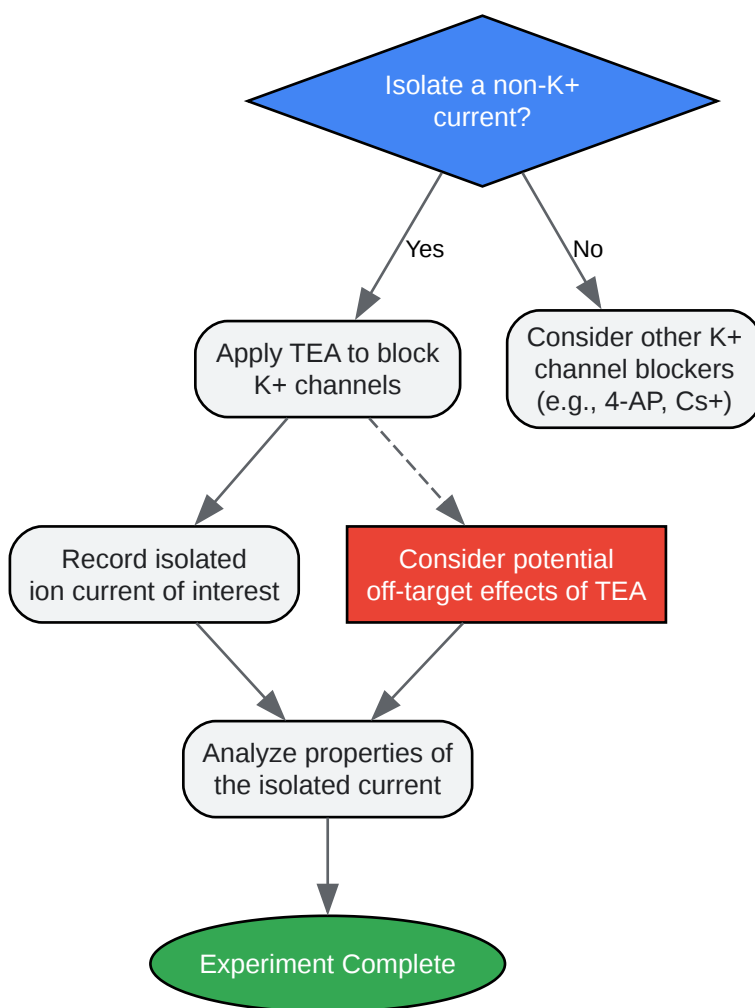 Isolate a non-K+
current?
Yes
No
Apply TEA to block
K+ channels
Consider other K+
channel blockers
(e.g., 4-AP, Cs+)
Record isolated
ion current of interest
Consider potential
off-target effects of TEA
Analyze properties of
the isolated current
Experiment Complete